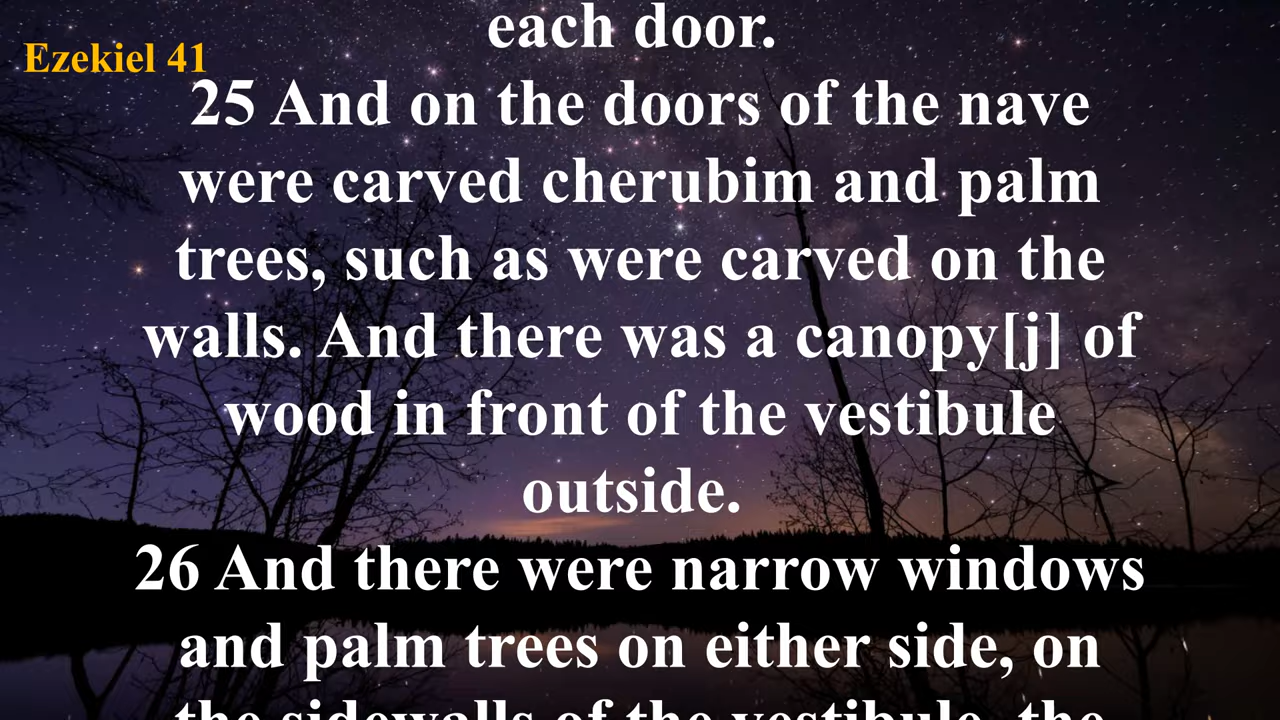 each door.
Ezekiel 41
25 And on the doors of the nave
were carved cherubim and palm
trees, such as were carved on the
walls. And there was a canopy[j] of
wood in front of the vestibule
outside.
26 And there were narrow windows
and palm trees on either side, on
the sidewalls of the vestibule, the